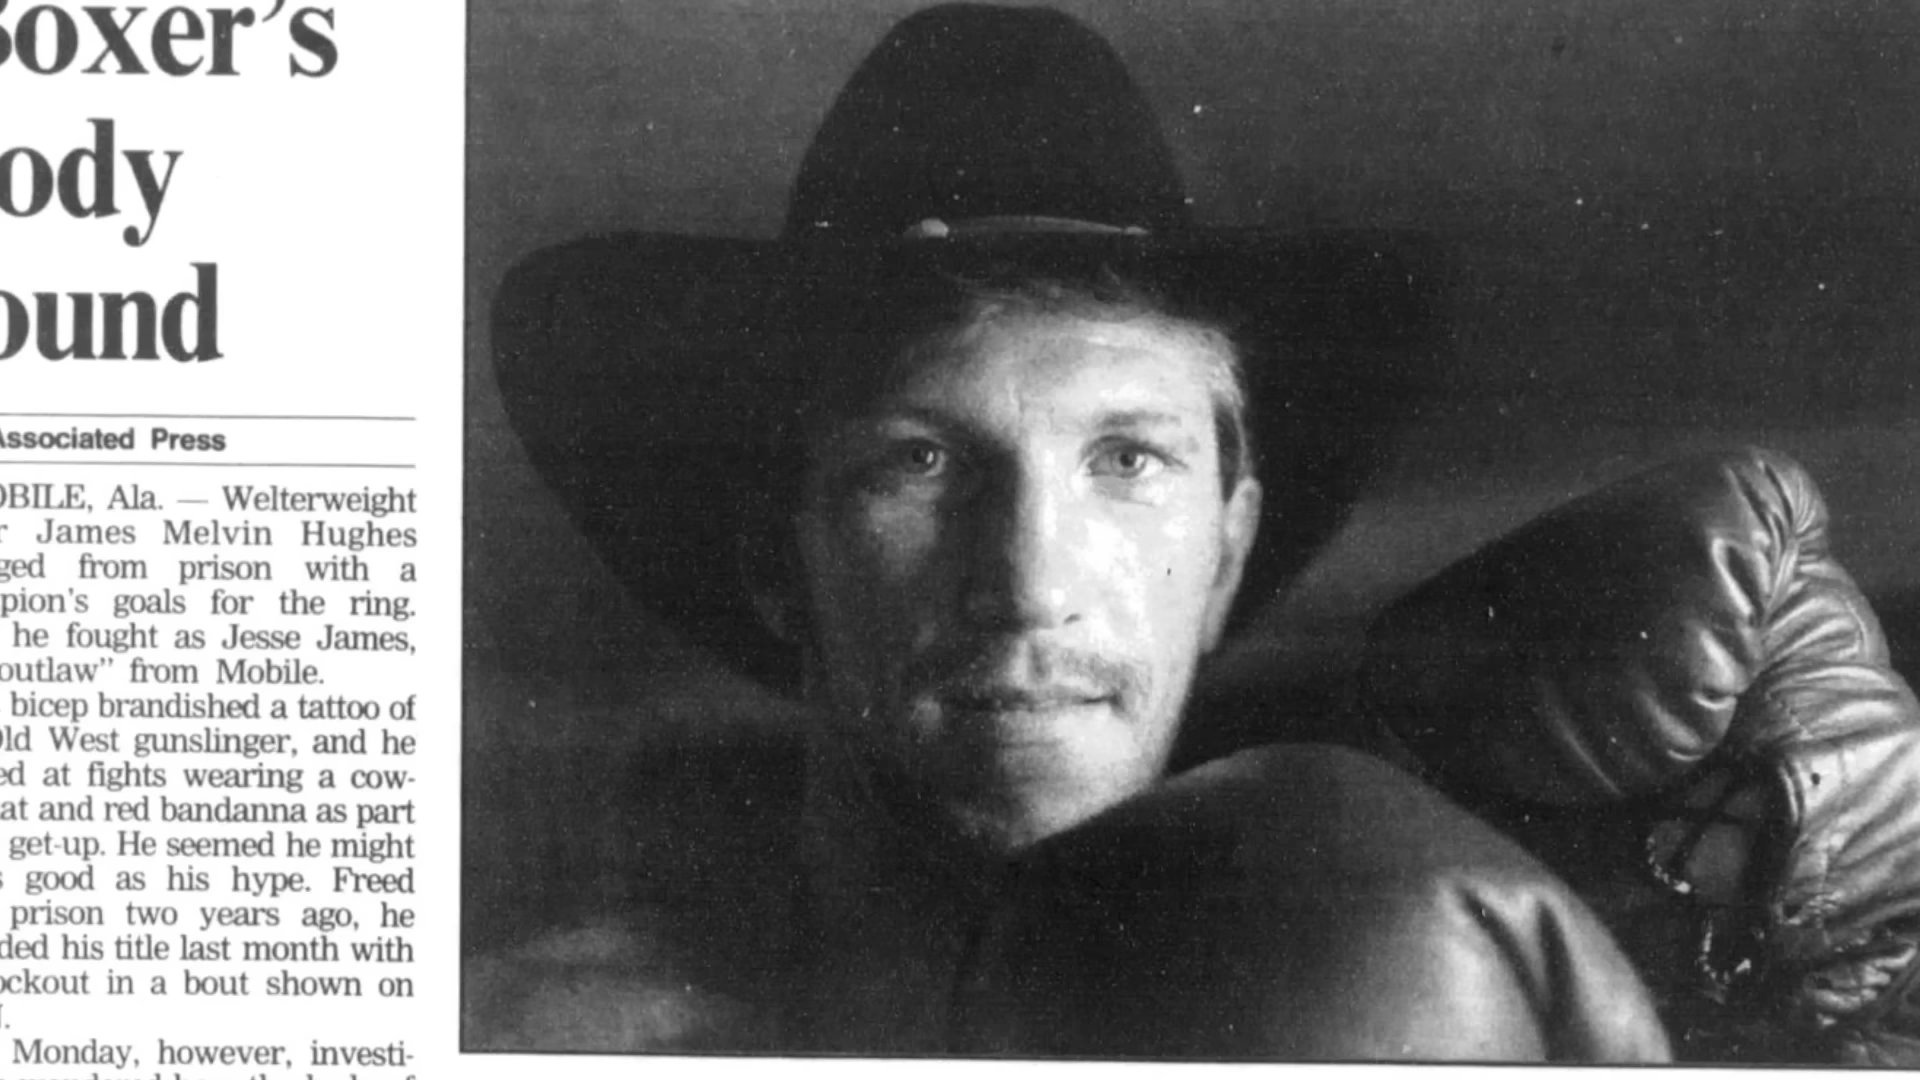 Boxer's
ody
ound
Associated Press
OBILE, Ala. — Welterweight
r James Melvin Hughes
ged from prison with a
pion's goals for the ring.
he fought as Jesse James,
outlaw" from Mobile.
bicep brandished a tattoo of
Old West gunslinger, and he
ed at fights wearing a cow-
at and red bandanna as part
get-up. He seemed he might
s good as his hype. Freed
prison two years ago, he
ded his title last month with
ockout in a bout shown on
Monday, however, investi-